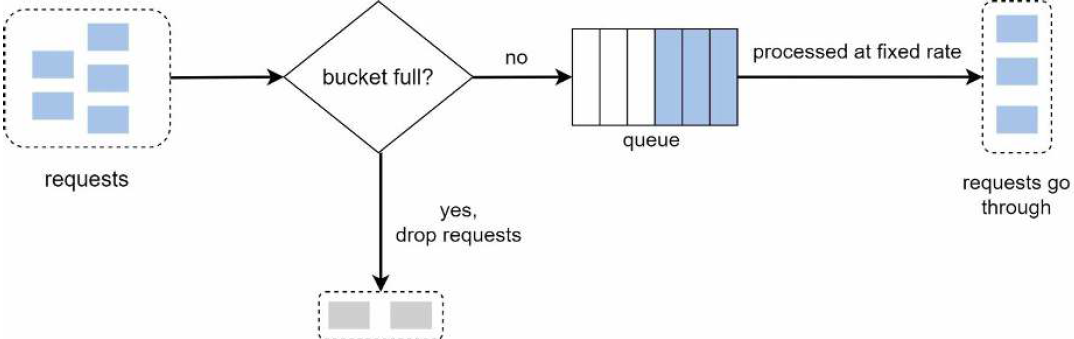 requests
bucket full?
no
queue
processed at fixed rate
requests go
through
yes,
drop requests